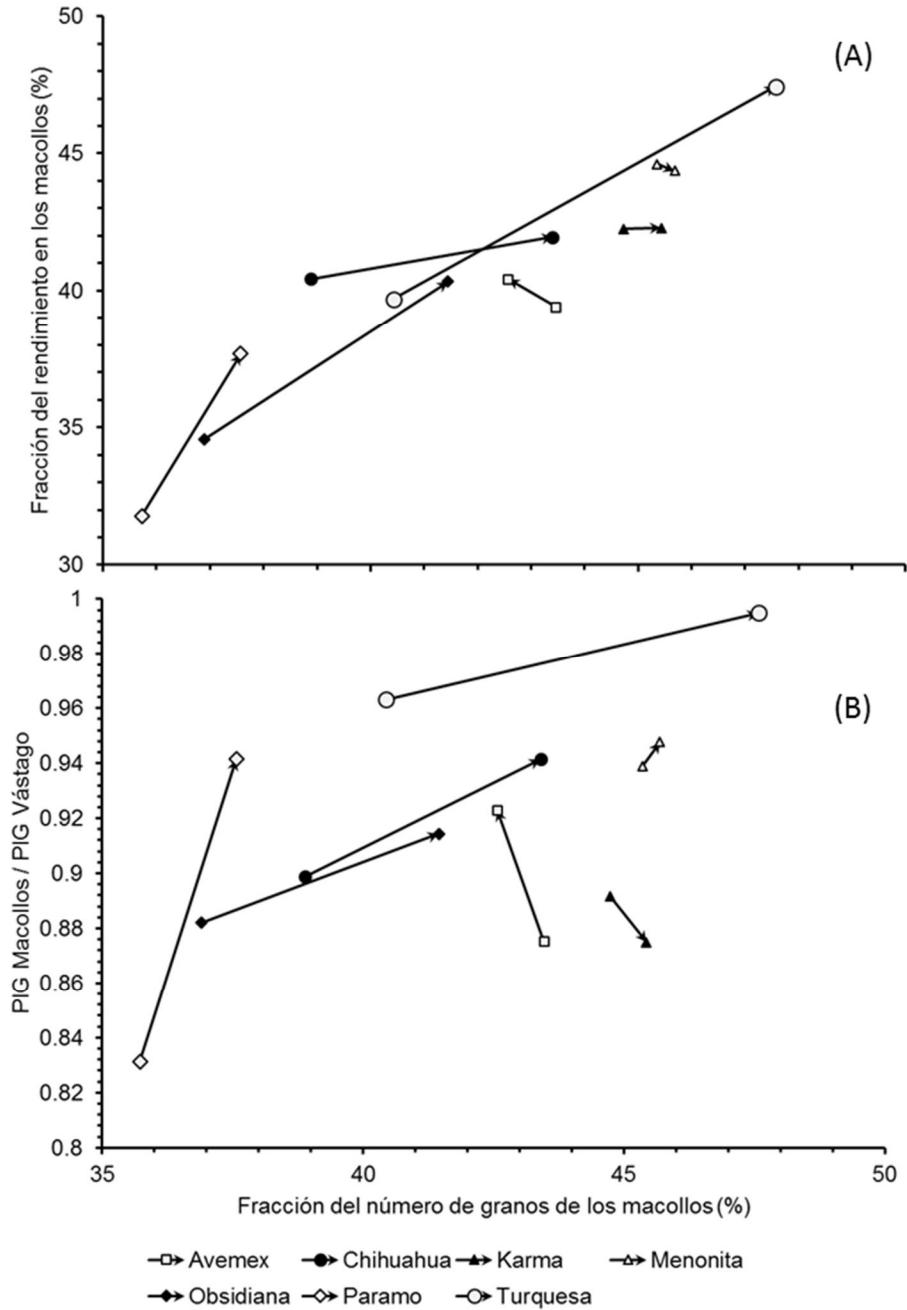 50
(A)
45
40
35
30
Fracción del rendimiento en los macollos (%)
1
0.98
0.96
(B)
0.94
0.92
0.9
0.88
0.86
0.84
0.82
0.8
PIG Macollos / PIG Vástago
35 40 45 50
Fracción del número de granos de los macollos (%)
Avemex Chihuahua Karma Menonita
Obsidiana Paramo Turquesa